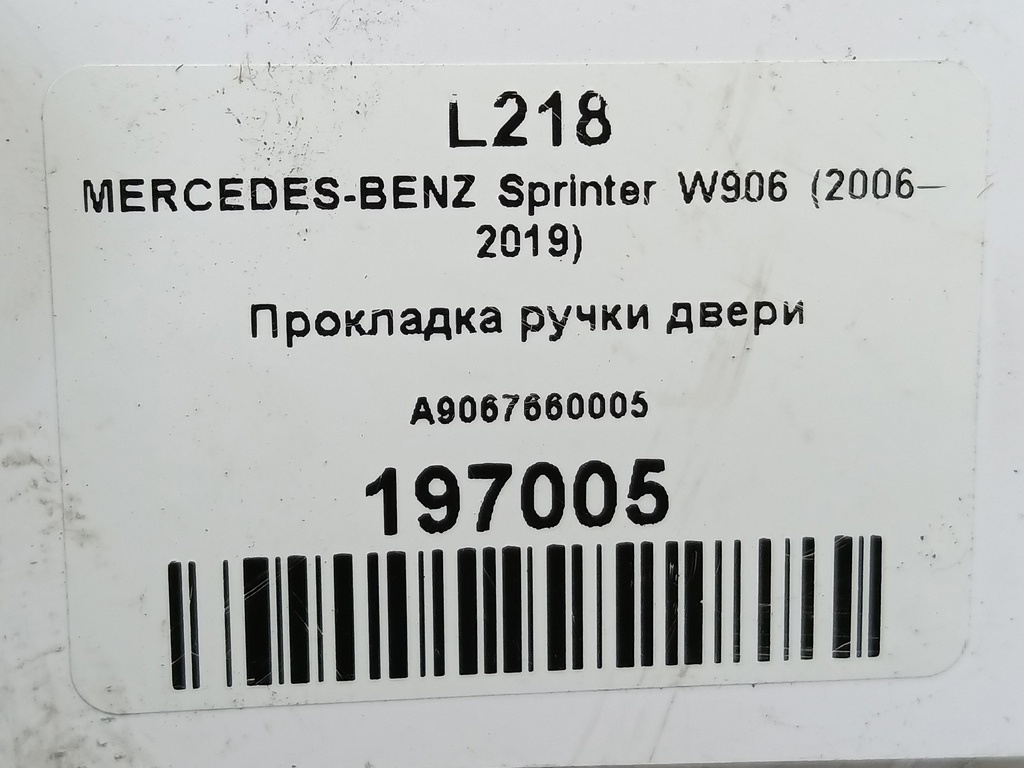 L218
MERCEDES-BENZ Sprinter W906 (2006–
2019)
Прокладка ручки двери
A9067660005
197005